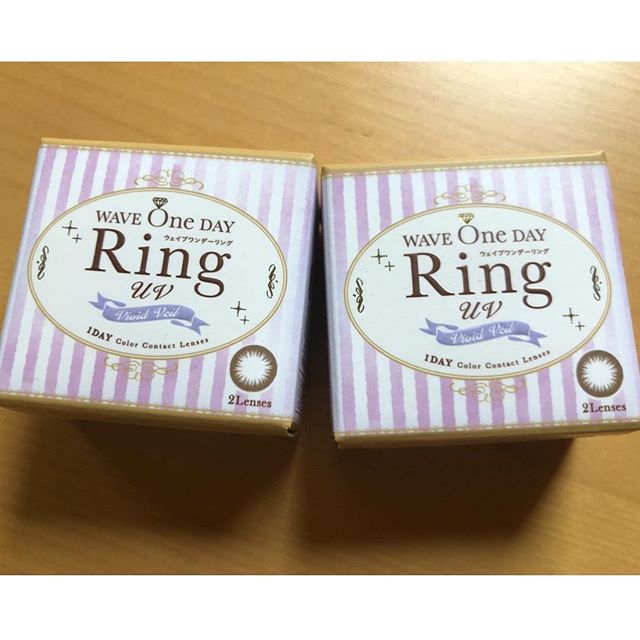 WAVE One DAY
ウェイブワンデーリング
Ring
UV
Vivid Veil
1DAY Color Contact Lenses
2Lenses
WAVE One DAY
ウェイブワンデーリング
Ring
UV
Vivid Veil
1DAY Color Contact Lenses
2Lenses